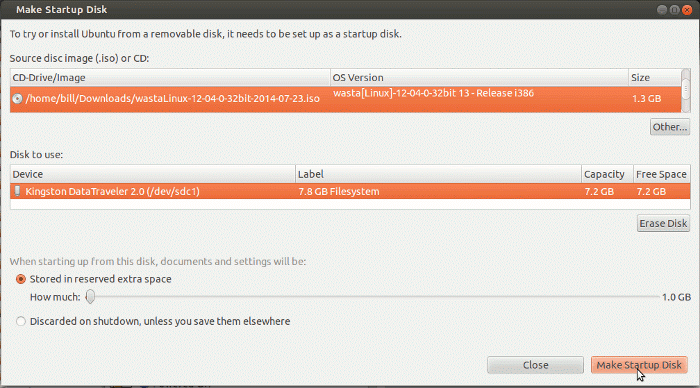 Make Startup Disk
To try or install Ubuntu from a removable disk, it needs to be set up as a startup disk.
Source disc image (.iso) or CD:
CD-Drive/Image OS Version Size
/home/bill/Downloads/wastaLinux-12-04-0-32bit-2014-07-23.iso wasta[Linux]-12-04-0-32bit 13 - Release i386 1.3 GB
Other...
Disk to use:
Device Label Capacity Free Space
Kingston DataTraveler 2.0 (/dev/sdc1) 7.8 GB Filesystem 7.2 GB 7.2 GB
Erase Disk
When starting up from this disk, documents and settings will be:
Stored in reserved extra space
How much: 1.0 GB
Discarded on shutdown, unless you save them elsewhere
Close Make Startup Disk